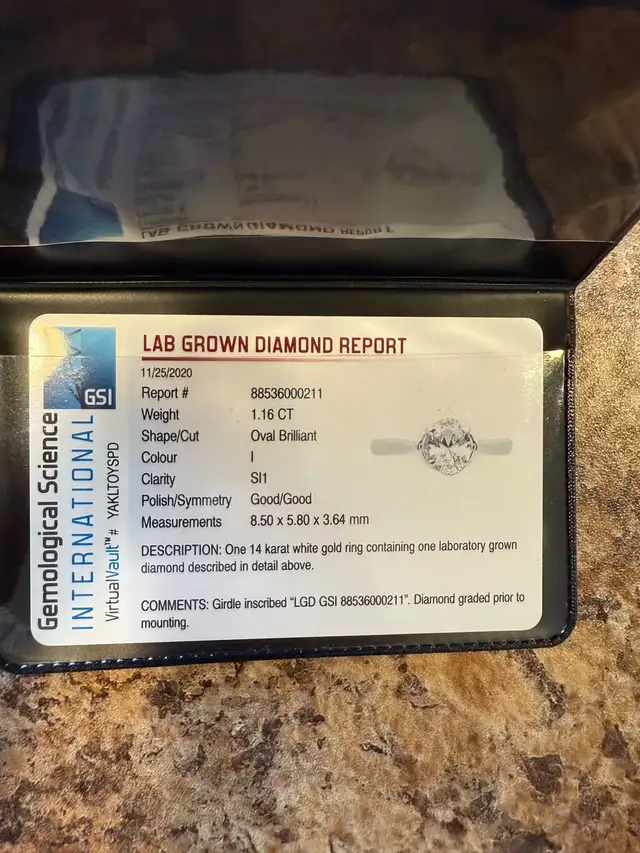 LAB GROWN DIAMOND REPORT
GSI
Gemological Science
INTERNATIONAL
VirtualVault™# YAKLTOYSPD
LAB GROWN DIAMOND REPORT
11/25/2020
Report # 88536000211
Weight 1.16 CT
Shape/Cut Oval Brilliant
Colour I
Clarity SI1
Polish/Symmetry Good/Good
Measurements 8.50 x 5.80 x 3.64 mm
DESCRIPTION: One 14 karat white gold ring containing one laboratory grown
diamond described in detail above.
COMMENTS: Girdle inscribed “LGD GSI 88536000211”. Diamond graded prior to
mounting.